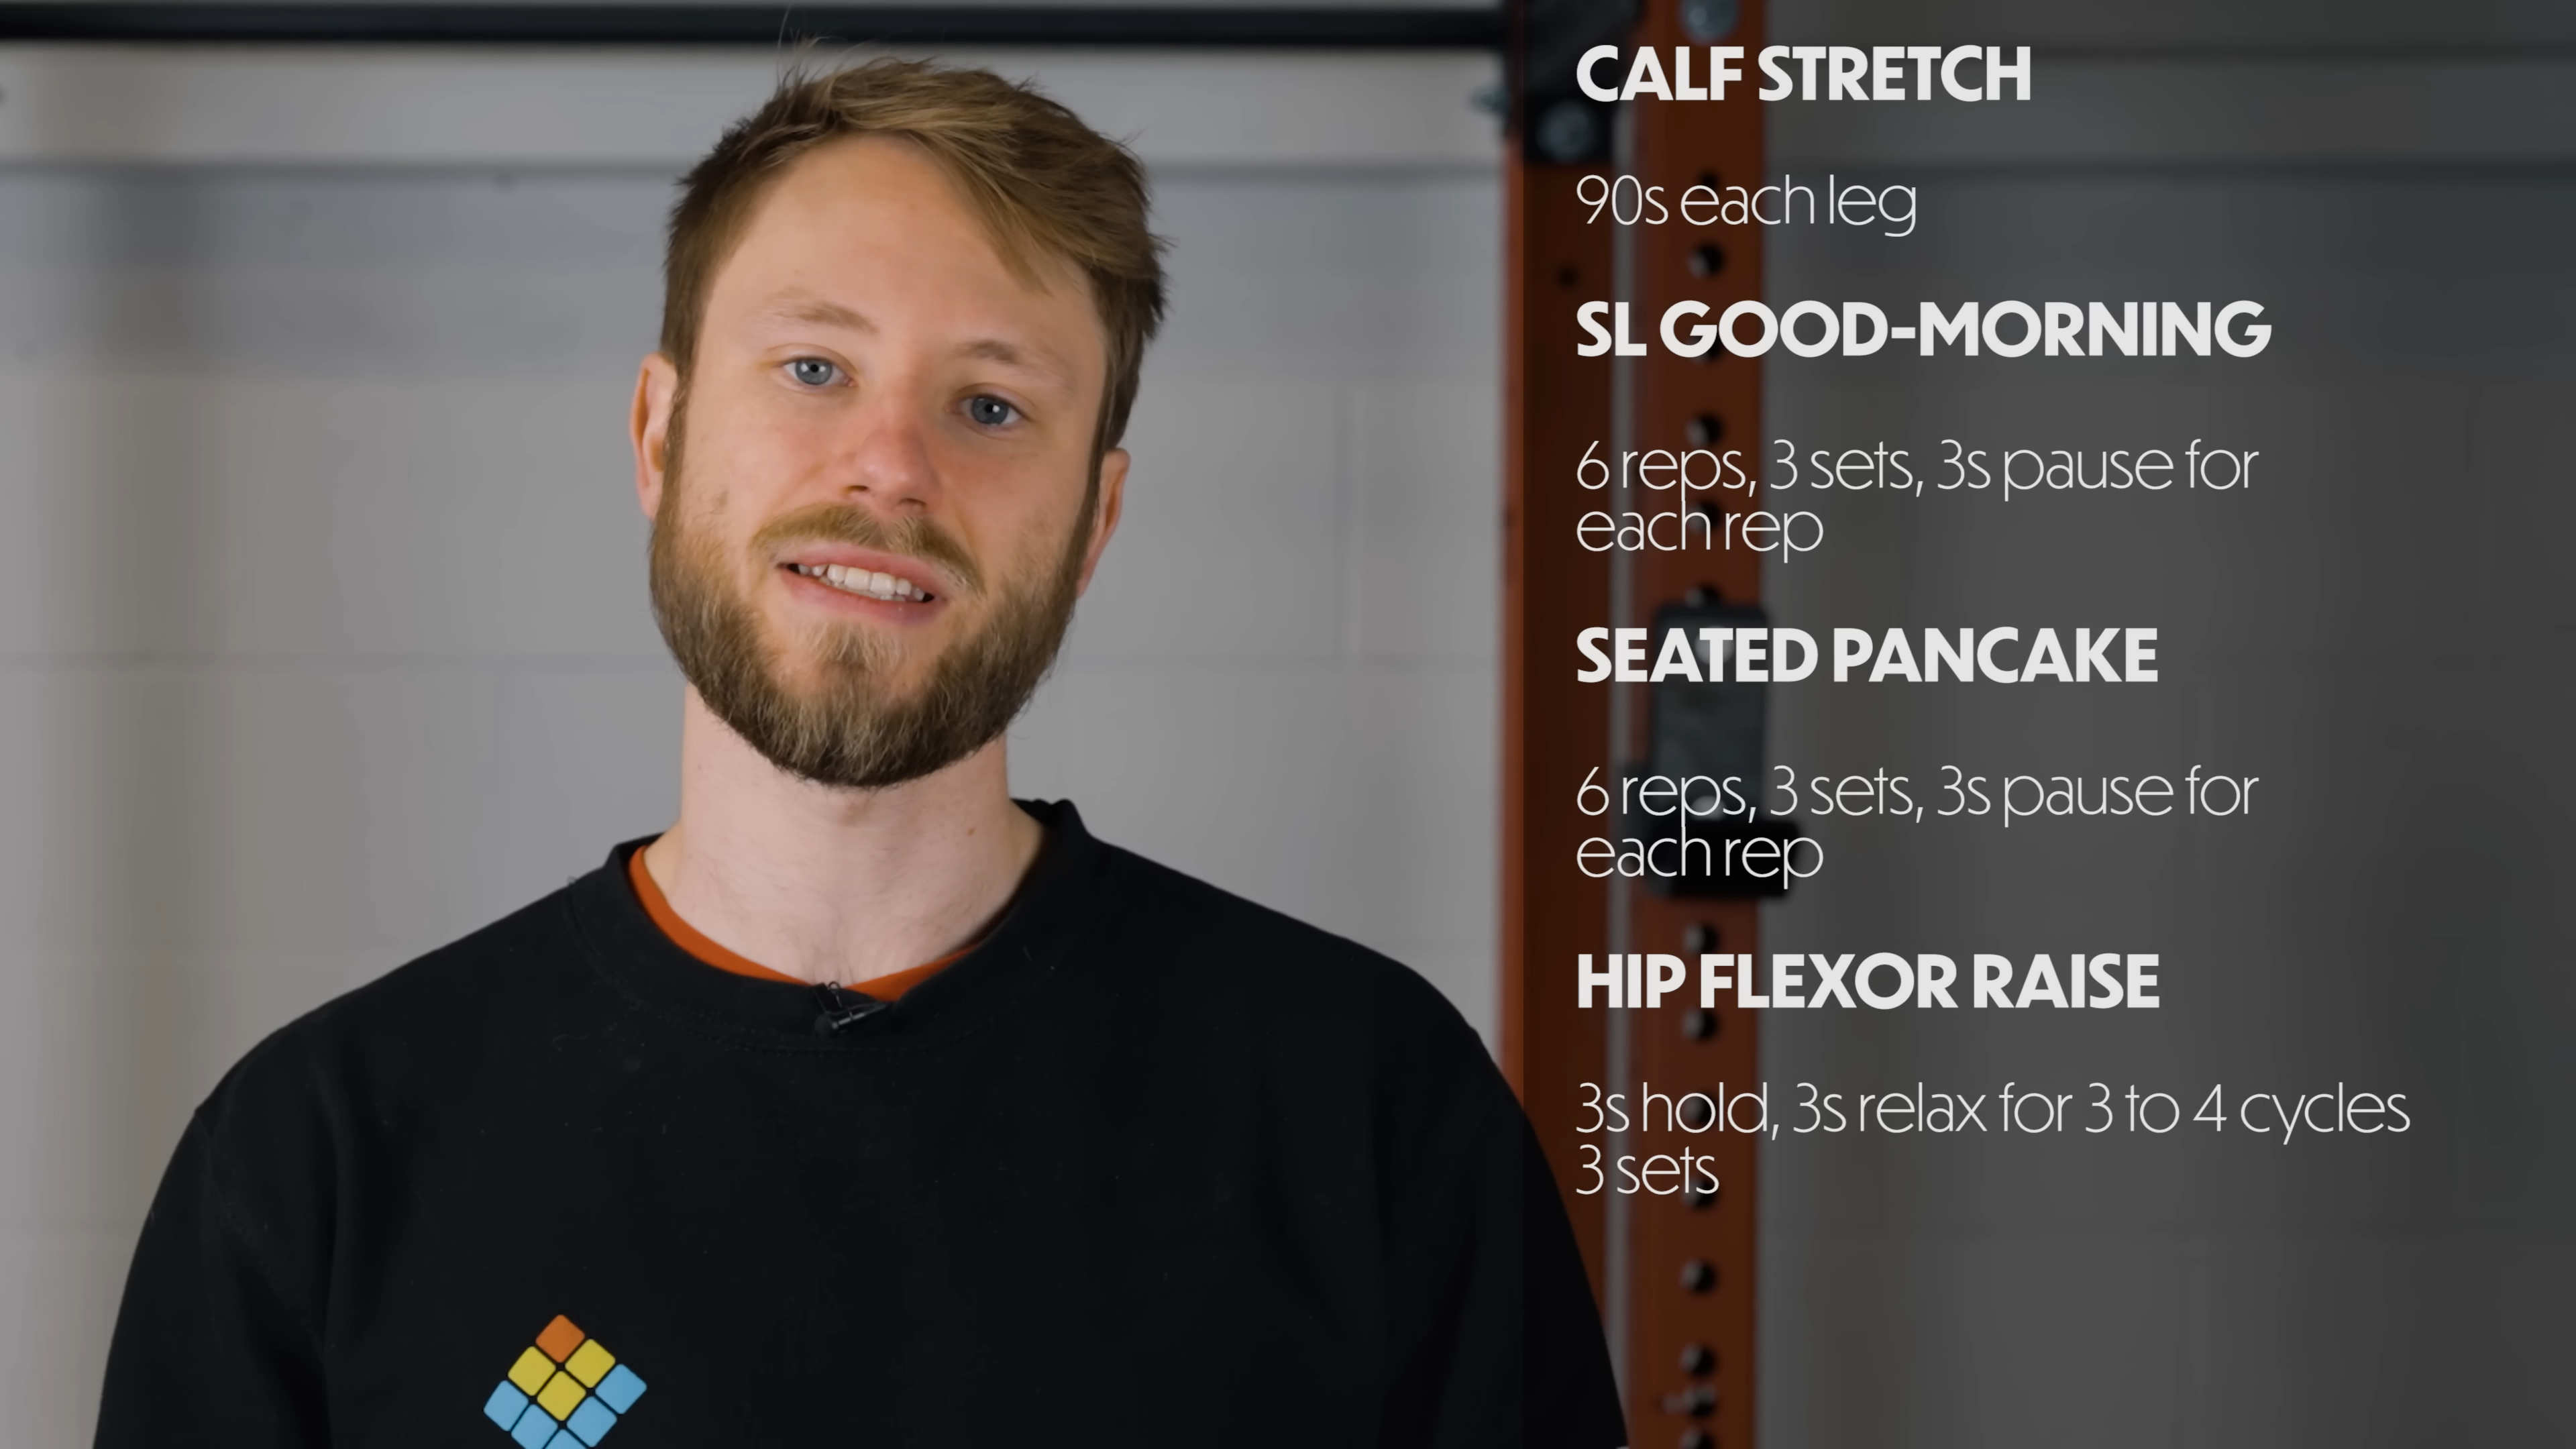 CALF STRETCH
90s each leg
SL GOOD-MORNING
6 reps, 3 sets, 3s pause for
each rep
SEATED PANCAKE
6 reps, 3 sets, 3s pause for
each rep
HIP FLEXOR RAISE
3s hold, 3s relax for 3 to 4 cycles
3 sets